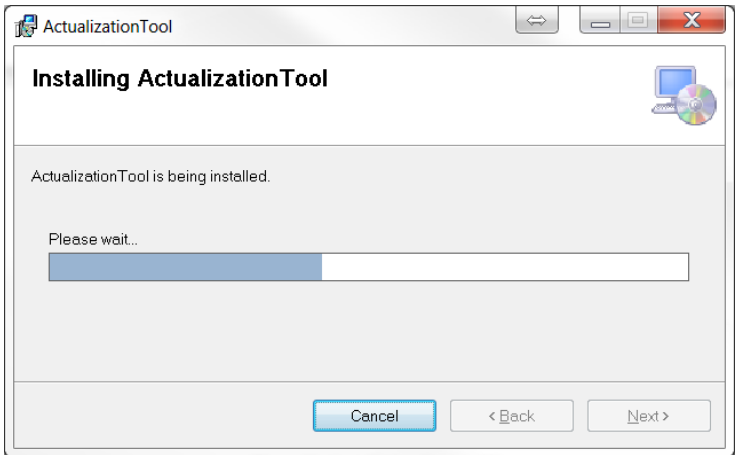 ActualizationTool
Installing ActualizationTool
ActualizationTool is being installed.
Please wait...
Cancel
< Back
Next >